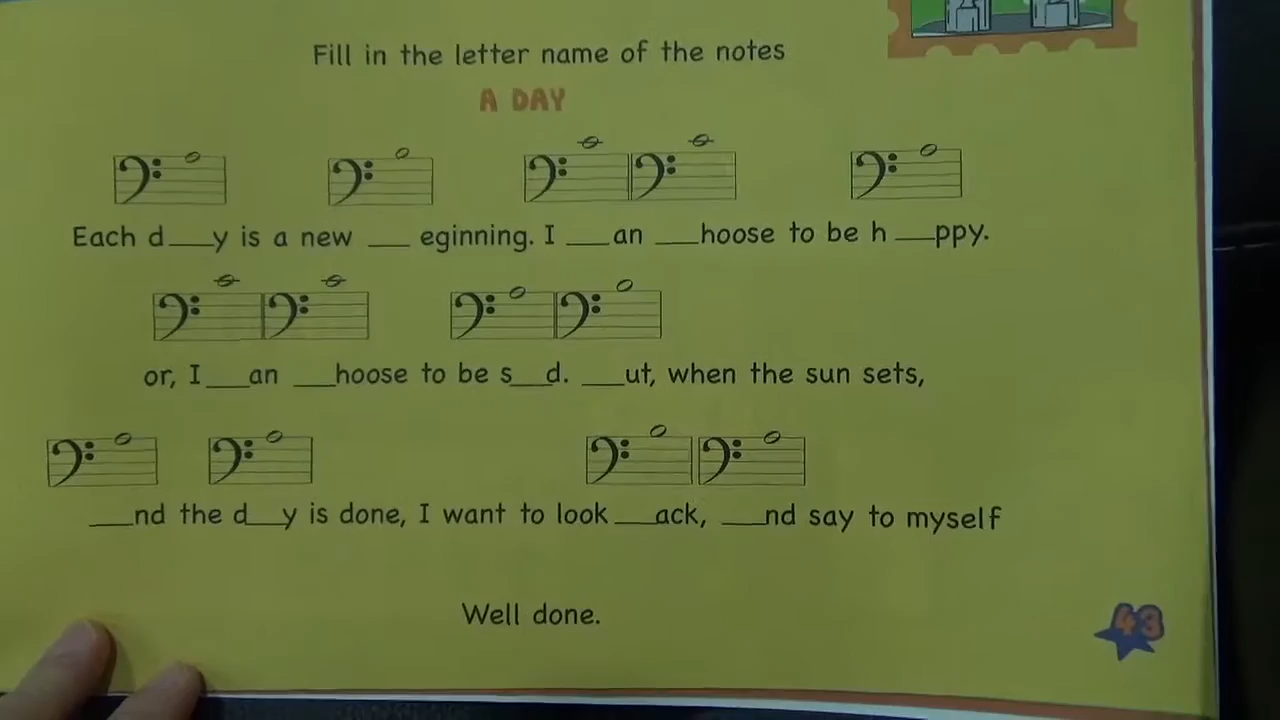 Fill in the letter name of the notes
A DAY
Each d___y is a new ___ eginning. I ___an ___hoose to be h ___ppy.
or, I___an ___hoose to be s___d. ___ut, when the sun sets,
___nd the d___y is done, I want to look ___ack, ___nd say to myself
Well done.
43